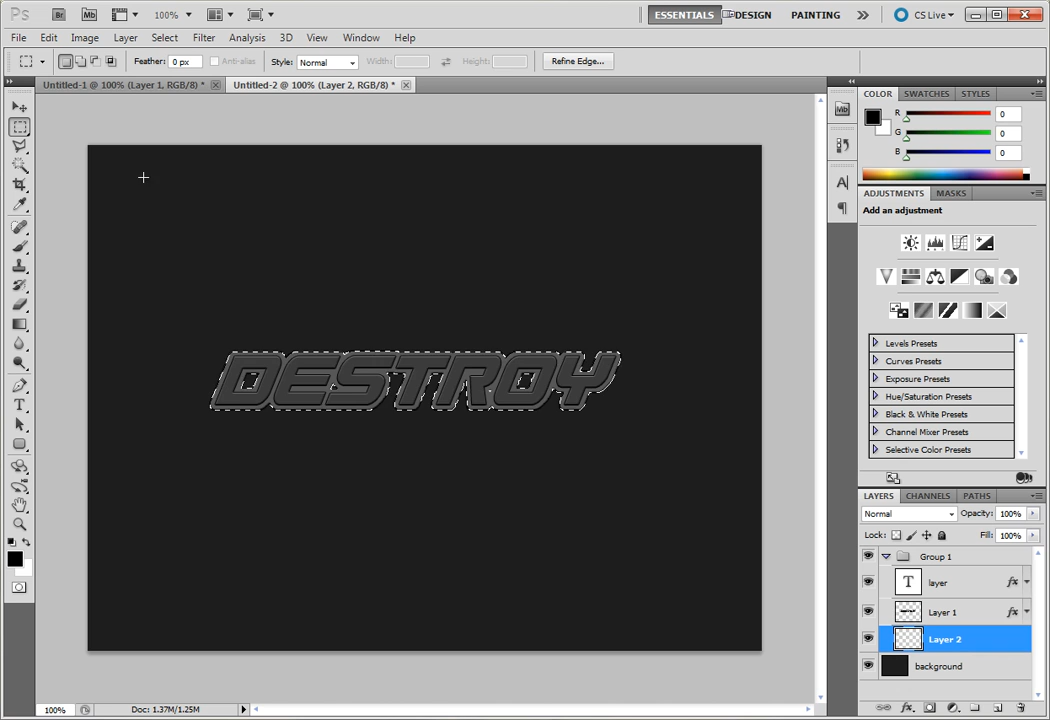 Ps Br Mb 100% ESSENTIALS DESIGN PAINTING CS Live
File Edit Image Layer Select Filter Analysis 3D View Window Help
Feather: 0 px Anti-alias Style: Normal Width: Height: Refine Edge...
Untitled-1 @ 100% (Layer 1, RGB/8) * Untitled-2 @ 100% (Layer 2, RGB/8) *
COLOR SWATCHES STYLES
R 0
G 0
B 0
ADJUSTMENTS MASKS
Add an adjustment
Levels Presets
Curves Presets
Exposure Presets
Hue/Saturation Presets
Black & White Presets
Channel Mixer Presets
Selective Color Presets
DESTROY
LAYERS CHANNELS PATHS
Normal Opacity: 100%
Lock: Fill: 100%
Group 1
T layer fx
Layer 1 fx
Layer 2
background
100% Doc: 1.37M/1.25M